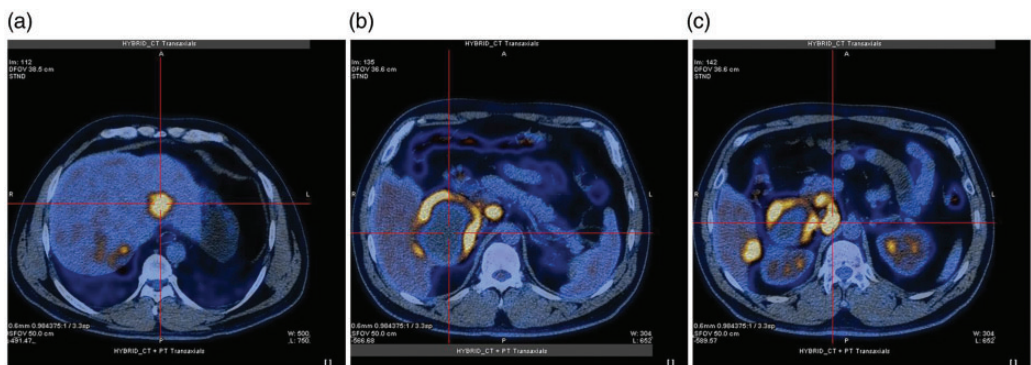 (a)
HYBRID_CT Transaxials
A
Im: 112
DFOV 38.5 cm
STND
R
L
0.6mm 0.984375:1 / 3.3sp
SFOV 50.0 cm
-491.47_
W: 500
L: 750
P
HYBRID_CT + PT Transaxials
(b)
HYBRID_CT Transaxials
A
Im: 135
DFOV 36.6 cm
STND
R
L
0.6mm 0.984375:1 / 3.3sp
SFOV 50.0 cm
-566.68
W: 304
L: 652
P
HYBRID_CT + PT Transaxials
(c)
HYBRID_CT Transaxials
A
Im: 142
DFOV 36.6 cm
STND
R
L
0.6mm 0.984375:1 / 3.3sp
SFOV 50.0 cm
-589.57
W: 304
L: 652
P
HYBRID_CT + PT Transaxials